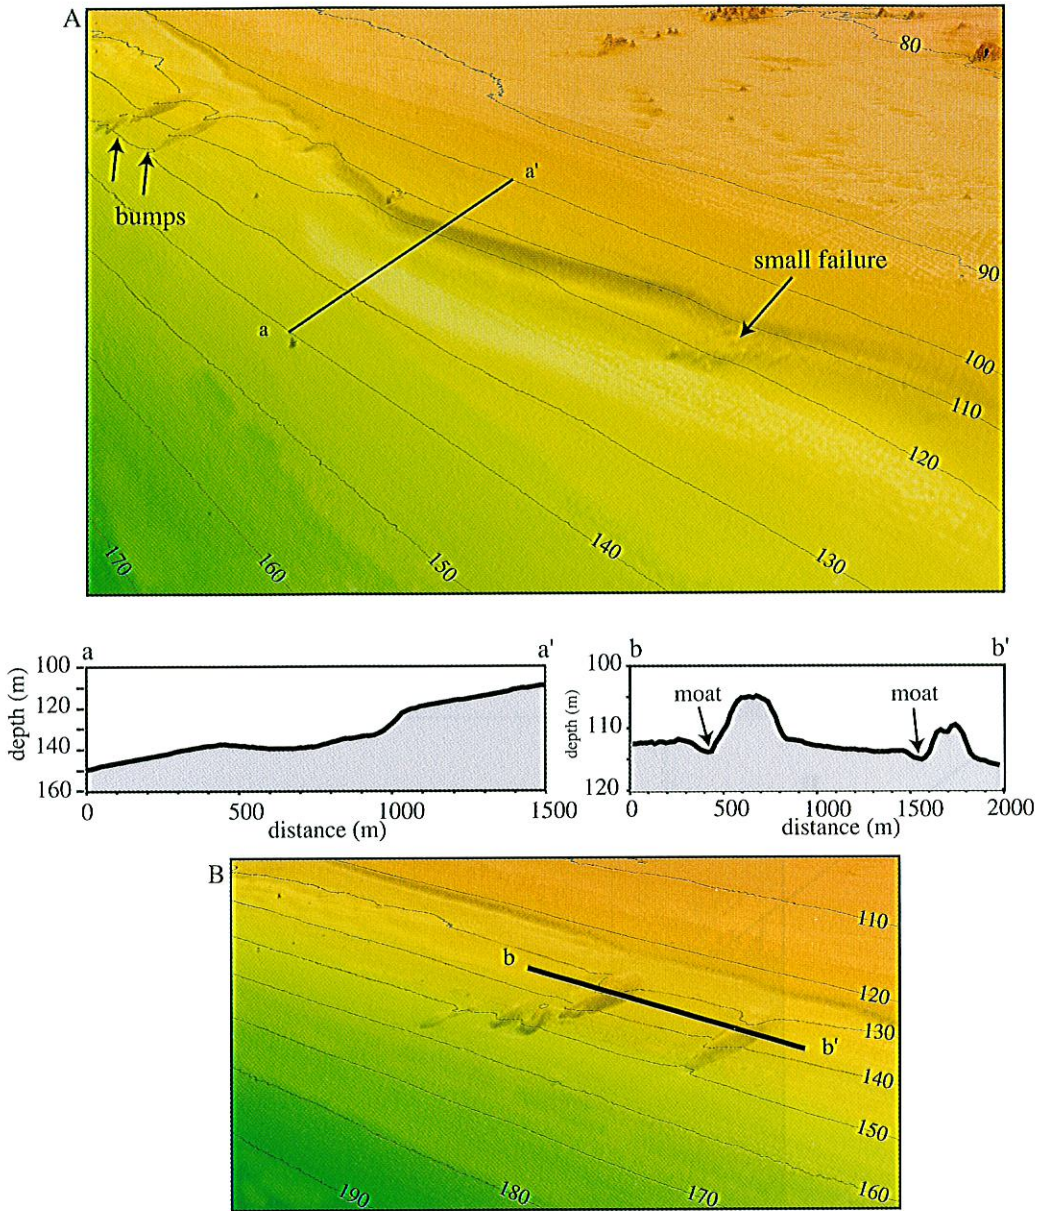 A
80
a'
bumps
small failure
90
a
100
110
120
130
140
150
160
170
a a'
100
120
140
160
depth (m)
0 500 1000 1500
distance (m)
b b'
100
110
120
depth (m)
moat moat
0 500 1000 1500 2000
distance (m)
B
110
b
120
130
b'
140
150
160
170
180
190